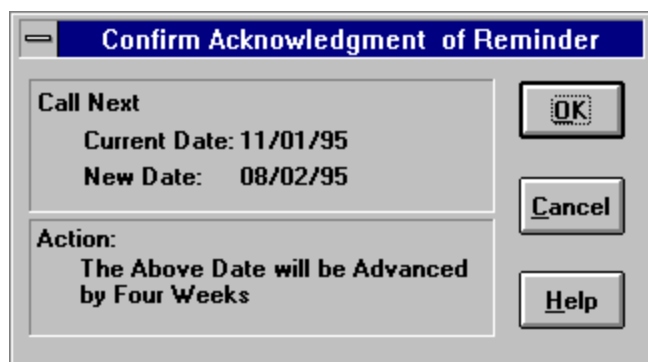 Confirm Acknowledgment of Reminder
Call Next
Current Date: 11/01/95
New Date: 08/02/95
Action:
The Above Date will be Advanced
by Four Weeks
OK
Cancel
Help